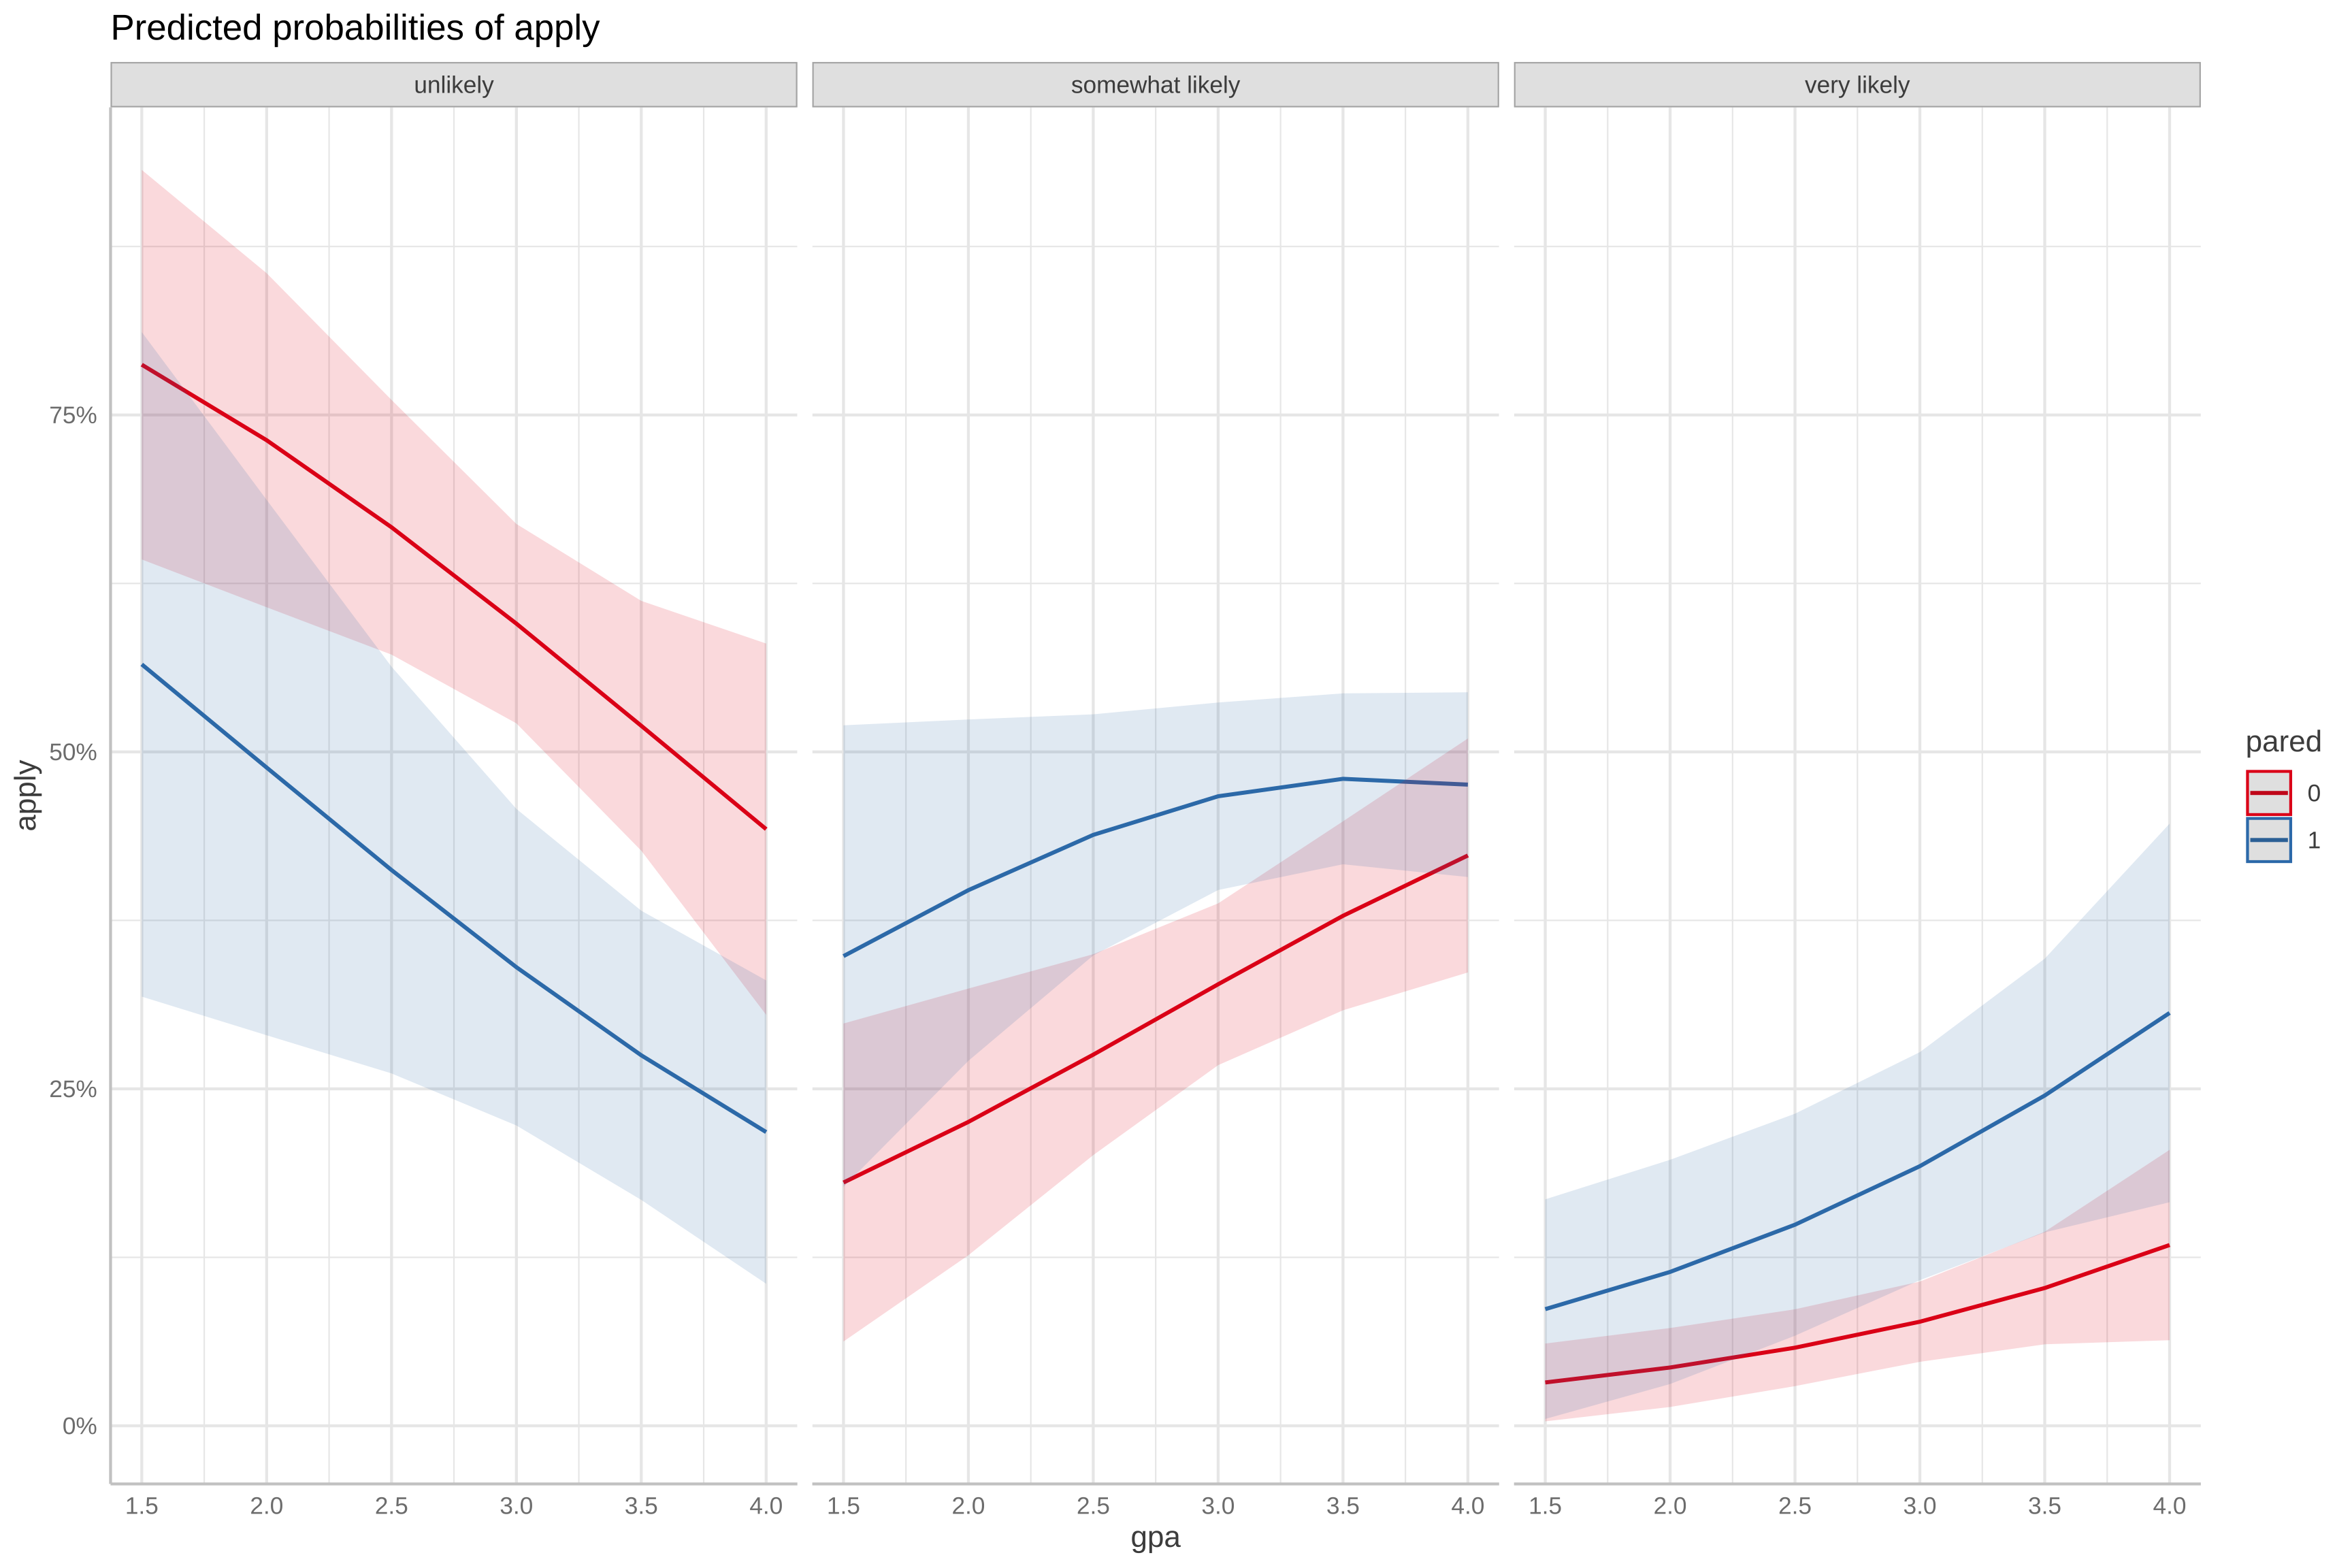 Predicted probabilities of apply
unlikely
somewhat likely
very likely
75%
50%
25%
0%
apply
1.5 2.0 2.5 3.0 3.5 4.0
1.5 2.0 2.5 3.0 3.5 4.0
1.5 2.0 2.5 3.0 3.5 4.0
gpa
pared
0
1